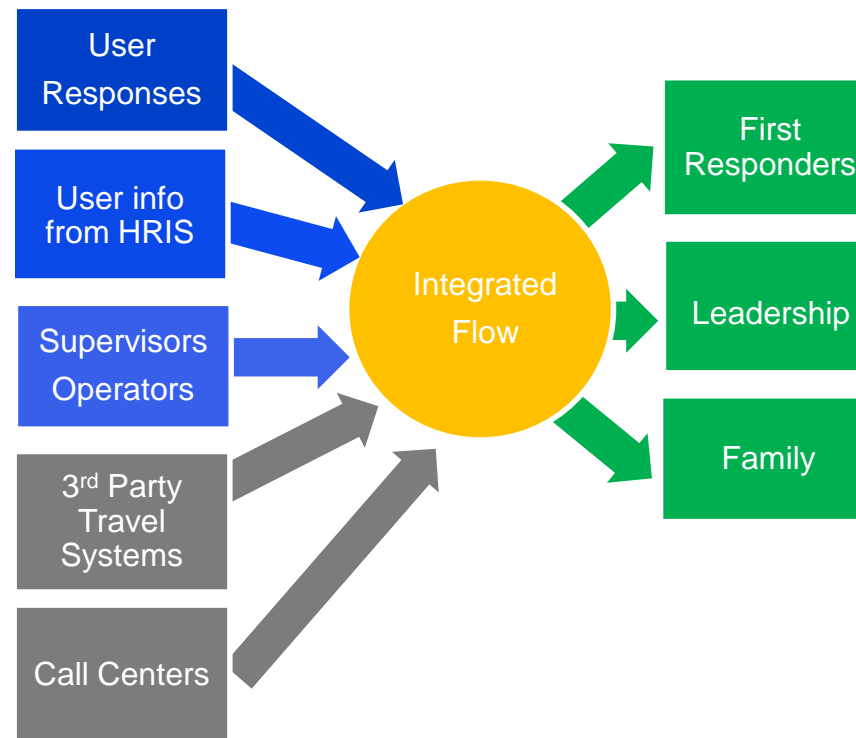 User
Responses
User info
from HRIS
Supervisors
Operators
3rd Party
Travel
Systems
Call Centers
Integrated
Flow
First
Responders
Leadership
Family